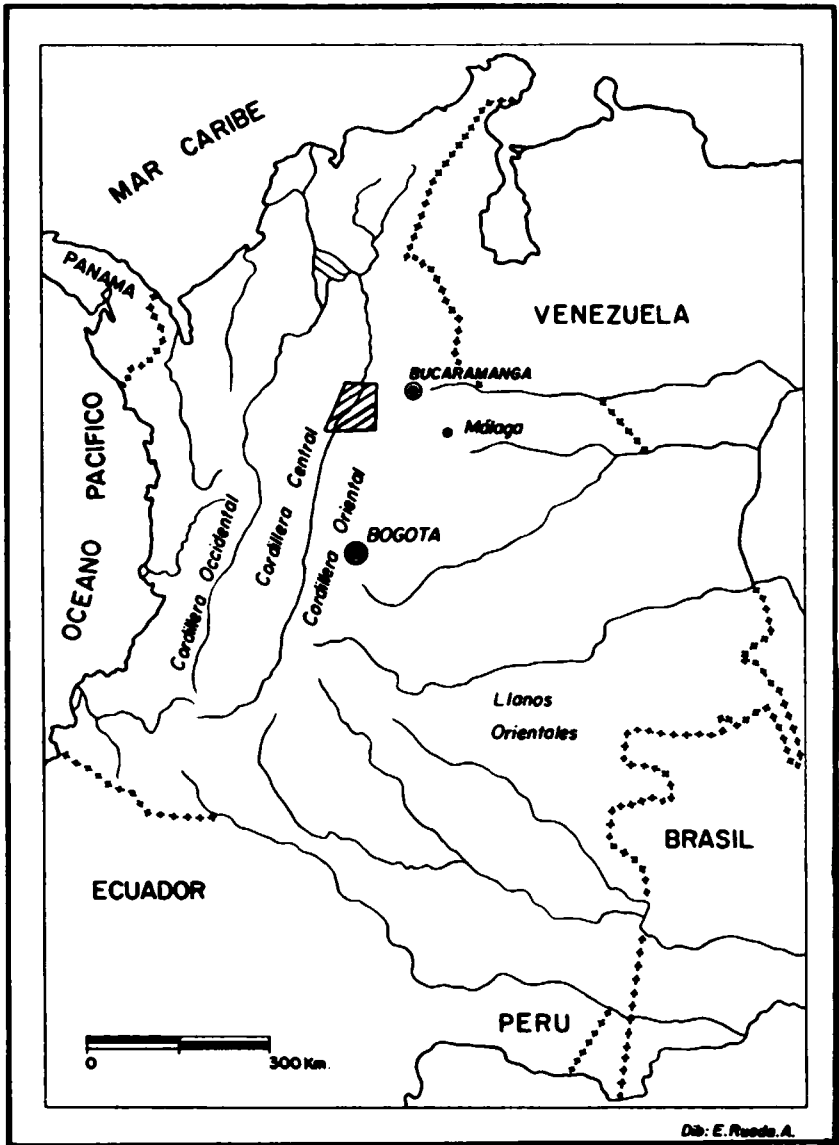 MAR CARIBE
PANAMA
VENEZUELA
BUCARAMANGA
Málaga
OCEANO PACIFICO
Cordillera Occidental
Cordillera Central
Cordillera Oriental
BOGOTA
Llanos
Orientales
BRASIL
ECUADOR
PERU
0 300 Km.
Dib: E. Rueda. A.